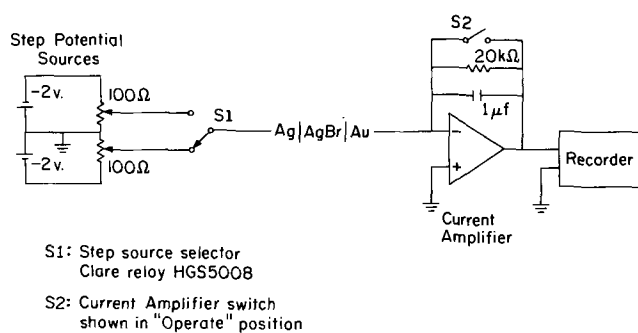 Step Potential
Sources
-2v.
100Ω
-2v.
100Ω
S1
Ag|AgBr|Au
S2
20kΩ
1μf
-
+
Current
Amplifier
Recorder
S1: Step source selector
Clare reloy HGS5008
S2: Current Amplifier switch
shown in "Operate" position